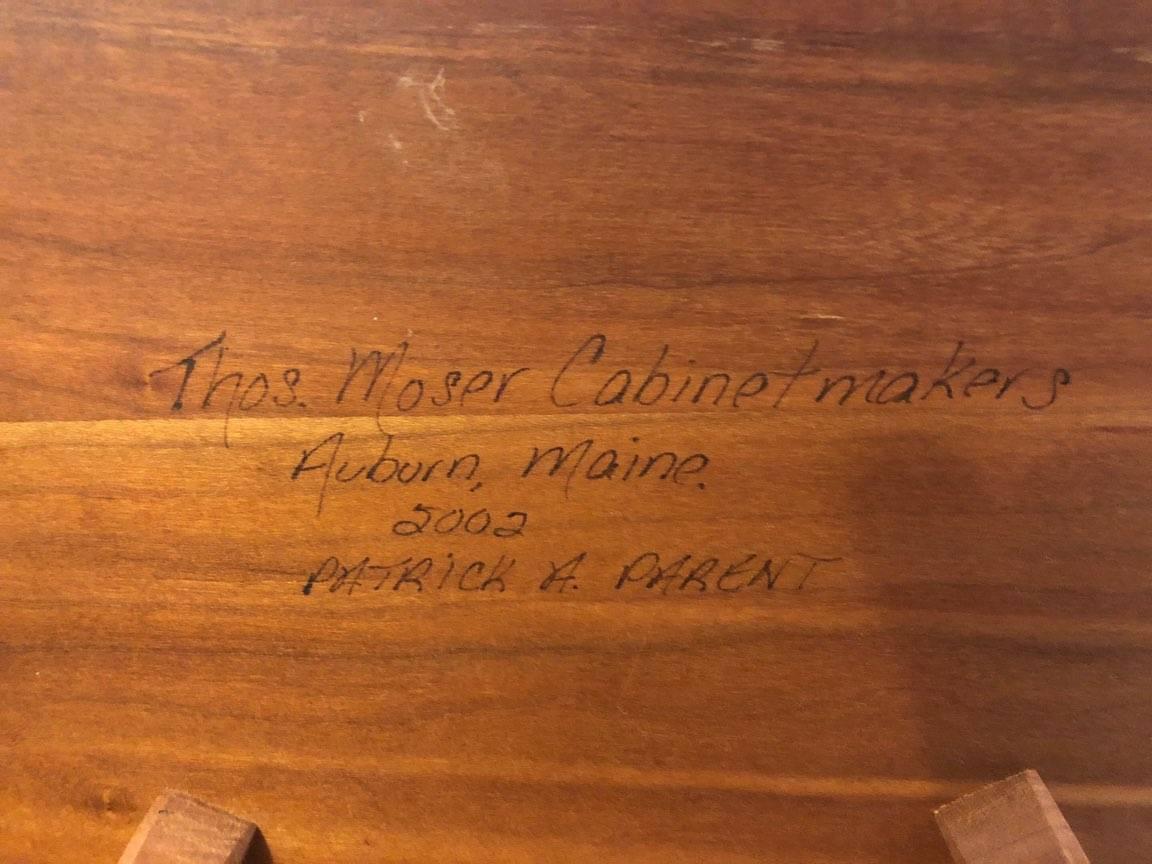 Thos. Moser Cabinetmakers
Auburn, Maine.
2002
PATRICK A. PARENT